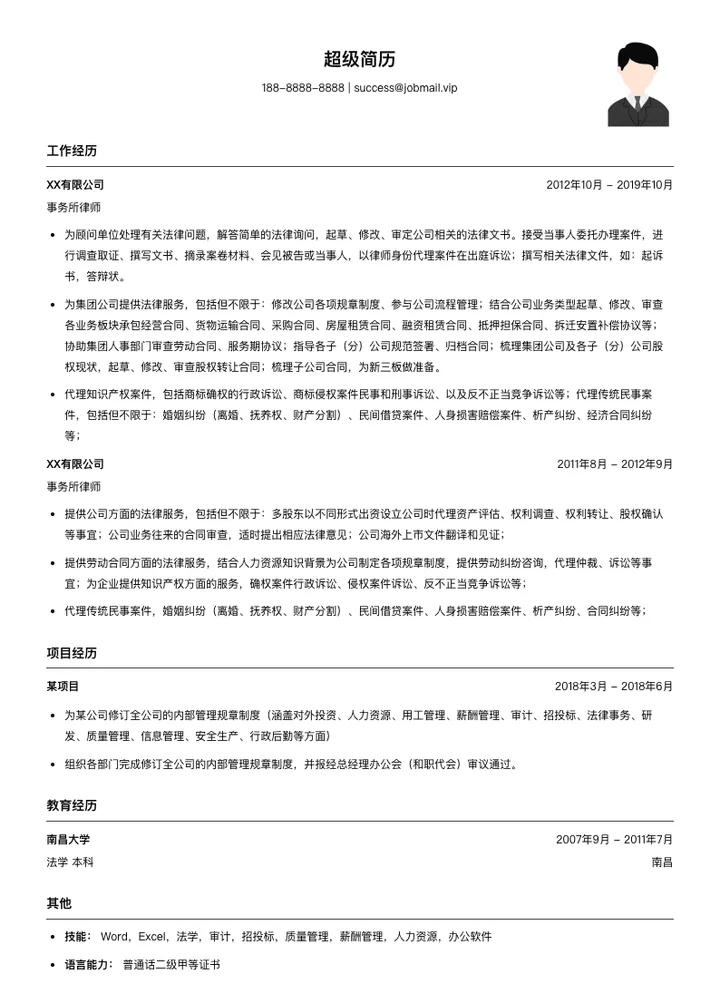 超级简历
188-8888-8888 | success@jobmail.vip
工作经历
XX有限公司 2012年10月 – 2019年10月
事务所律师
• 为顾问单位处理有关法律问题，解答简单的法律询问，起草、修改、审定公司相关的法律文书。接受当事人委托办理案件，进
行调查取证、撰写文书、摘录案卷材料、会见被告或当事人，以律师身份代理案件在出庭诉讼；撰写相关法律文件，如：起诉
书，答辩状。
• 为集团公司提供法律服务，包括但不限于：修改公司各项规章制度、参与公司流程管理；结合公司业务类型起草、修改、审查
各业务板块承包经营合同、货物运输合同、采购合同、房屋租赁合同、融资租赁合同、抵押担保合同、拆迁安置补偿协议等；
协助集团人事部门审查劳动合同、服务期协议；指导各子（分）公司规范签署、归档合同；梳理集团公司及各子（分）公司股
权现状，起草、修改、审查股权转让合同；梳理子公司合同，为新三板做准备。
• 代理知识产权案件，包括商标确权的行政诉讼、商标侵权案件民事和刑事诉讼、以及反不正当竞争诉讼等；代理传统民事案
件，包括但不限于：婚姻纠纷（离婚、抚养权、财产分割）、民间借贷案件、人身损害赔偿案件、析产纠纷、经济合同纠纷
等；
XX有限公司 2011年8月 – 2012年9月
事务所律师
• 提供公司方面的法律服务，包括但不限于：多股东以不同形式出资设立公司时代理资产评估、权利调查、权利转让、股权确认
等事宜；公司业务往来的合同审查，适时提出相应法律意见；公司海外上市文件翻译和见证；
• 提供劳动合同方面的法律服务，结合人力资源知识背景为公司制定各项规章制度，提供劳动纠纷咨询，代理仲裁、诉讼等事
宜；为企业提供知识产权方面的服务，确权案件行政诉讼、侵权案件诉讼、反不正当竞争诉讼等；
• 代理传统民事案件，婚姻纠纷（离婚、抚养权、财产分割）、民间借贷案件、人身损害赔偿案件、析产纠纷、合同纠纷等；
项目经历
某项目 2018年3月 – 2018年6月
• 为某公司修订全公司的内部管理规章制度（涵盖对外投资、人力资源、用工管理、薪酬管理、审计、招投标、法律事务、研
发、质量管理、信息管理、安全生产、行政后勤等方面）
• 组织各部门完成修订全公司的内部管理规章制度，并报经总经理办公会（和职代会）审议通过。
教育经历
南昌大学 2007年9月 – 2011年7月
法学 本科 南昌
其他
• 技能： Word，Excel，法学，审计，招投标，质量管理，薪酬管理，人力资源，办公软件
• 语言能力： 普通话二级甲等证书